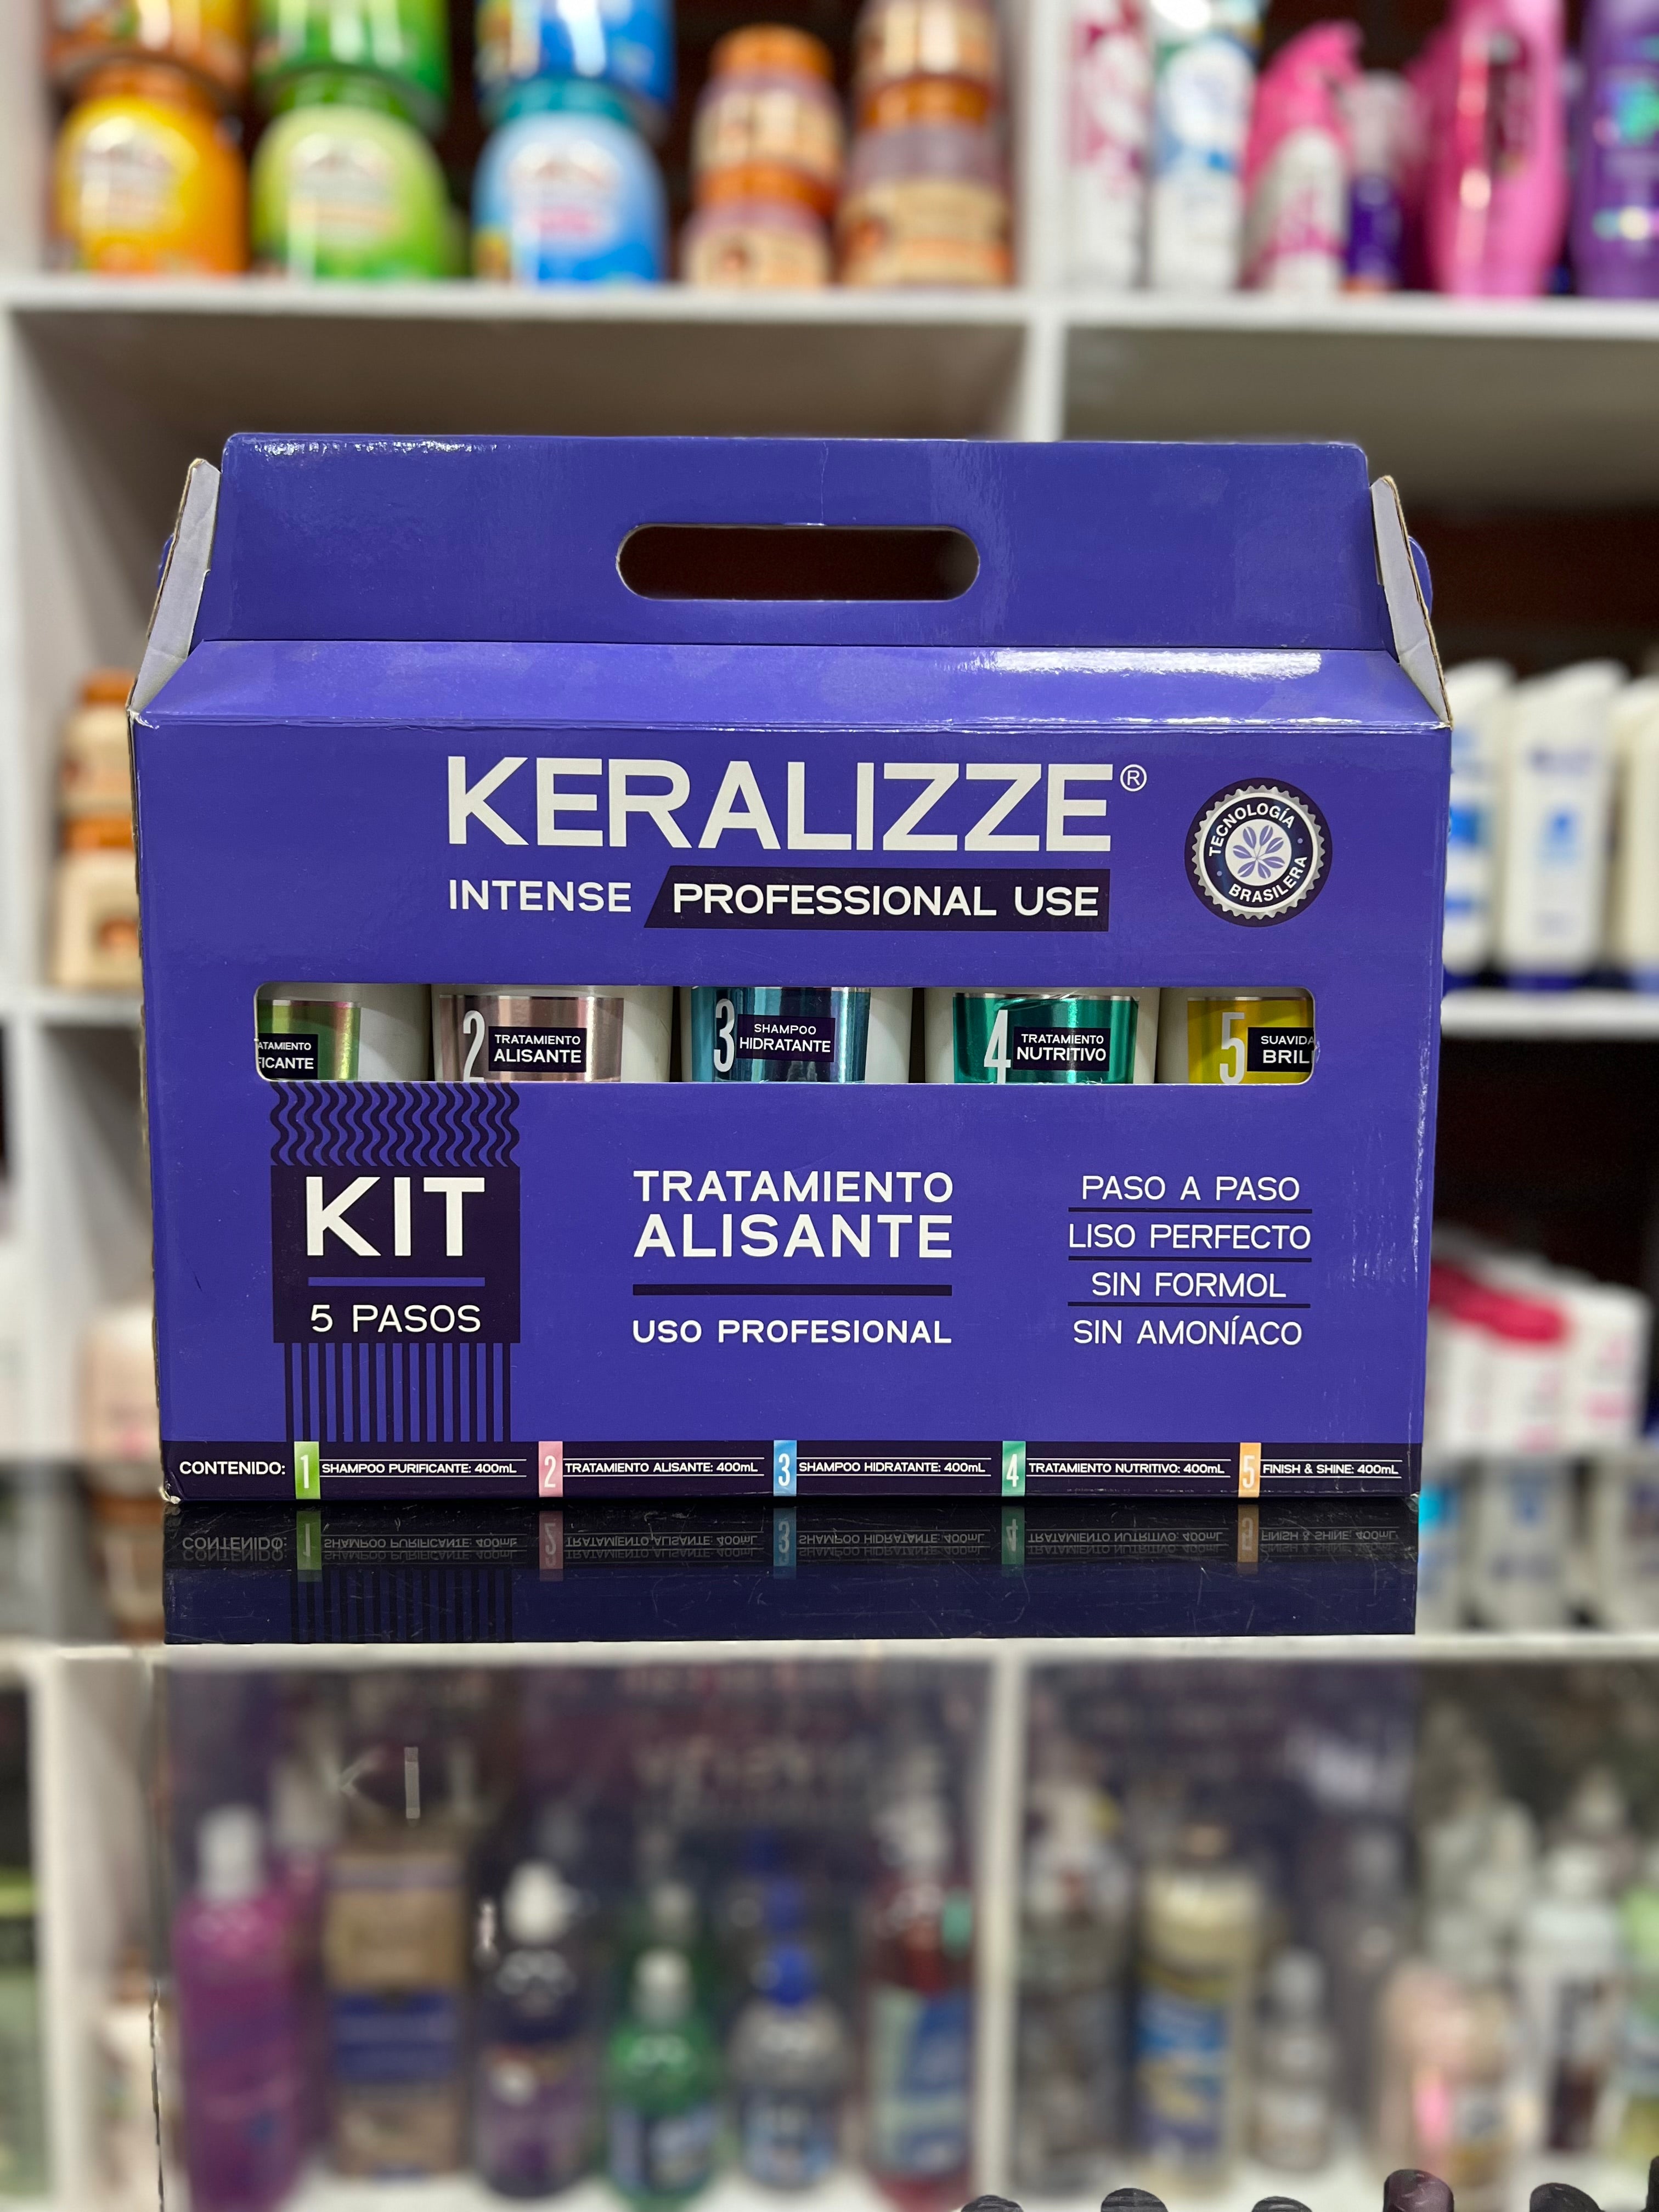 KERALIZZE®
INTENSE PROFESSIONAL USE
TECNOLOGÍA
BRASILERA
ATAMIENTO
FICANTE
2 TRATAMIENTO
ALISANTE
3 SHAMPOO
HIDRATANTE
4 TRATAMIENTO
NUTRITIVO
5 SUAVIDA
BRIL
KIT
5 PASOS
TRATAMIENTO
ALISANTE
USO PROFESIONAL
PASO A PASO
LISO PERFECTO
SIN FORMOL
SIN AMONÍACO
CONTENIDO: 1 SHAMPOO PURIFICANTE: 400mL 2 TRATAMIENTO ALISANTE: 400mL 3 SHAMPOO HIDRATANTE: 400mL 4 TRATAMIENTO NUTRITIVO: 400mL 5 FINISH & SHINE: 400mL